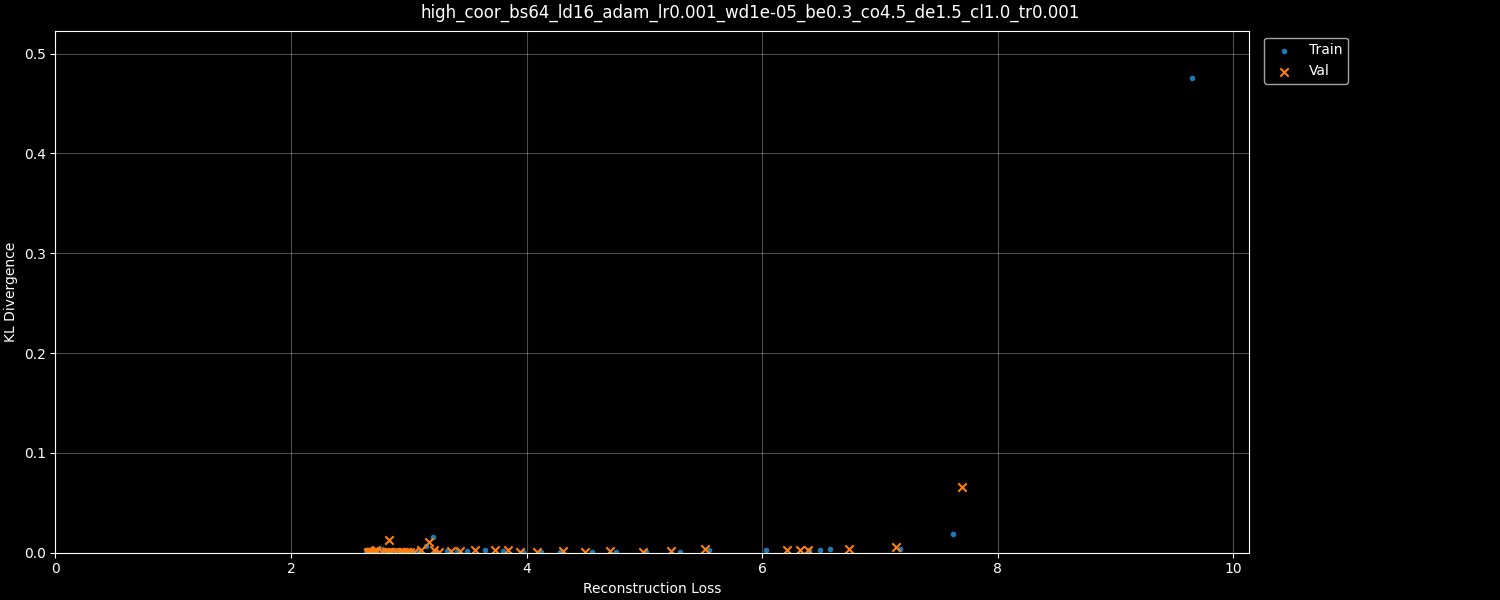 high_coor_bs64_ld16_adam_lr0.001_wd1e-05_be0.3_co4.5_de1.5_cl1.0_tr0.001
Train
Val
KL Divergence
0.5
0.4
0.3
0.2
0.1
0.0
0
2
4
6
8
10
Reconstruction Loss